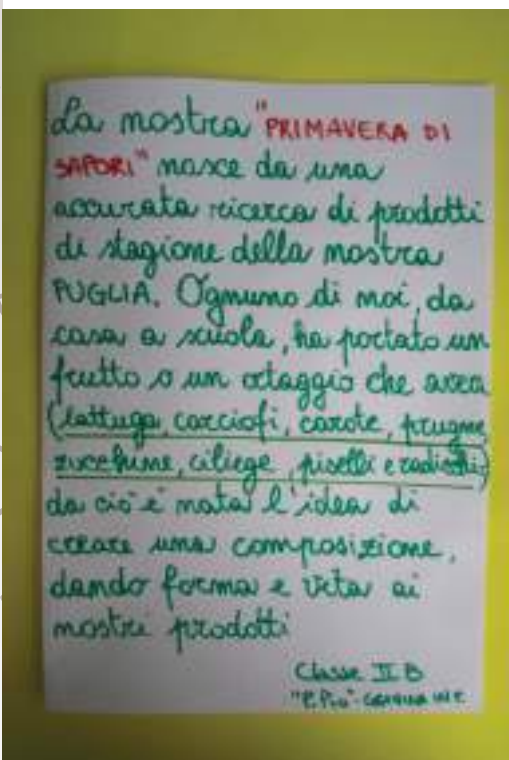 La nostra "PRIMAVERA DI
SAPORI" nasce da una
accurata ricerca di prodotti
di stagione della nostra
PUGLIA. Ognuno di noi, da
casa a scuola, ha portato un
frutto o un ortaggio che avea
(lattuga, carciofi, carote, prugne
zucchine, ciliege, piselli e radicchi)
da ciò è nata l'idea di
creare una composizione,
dando forma e vita ai
nostri prodotti
Classe II B